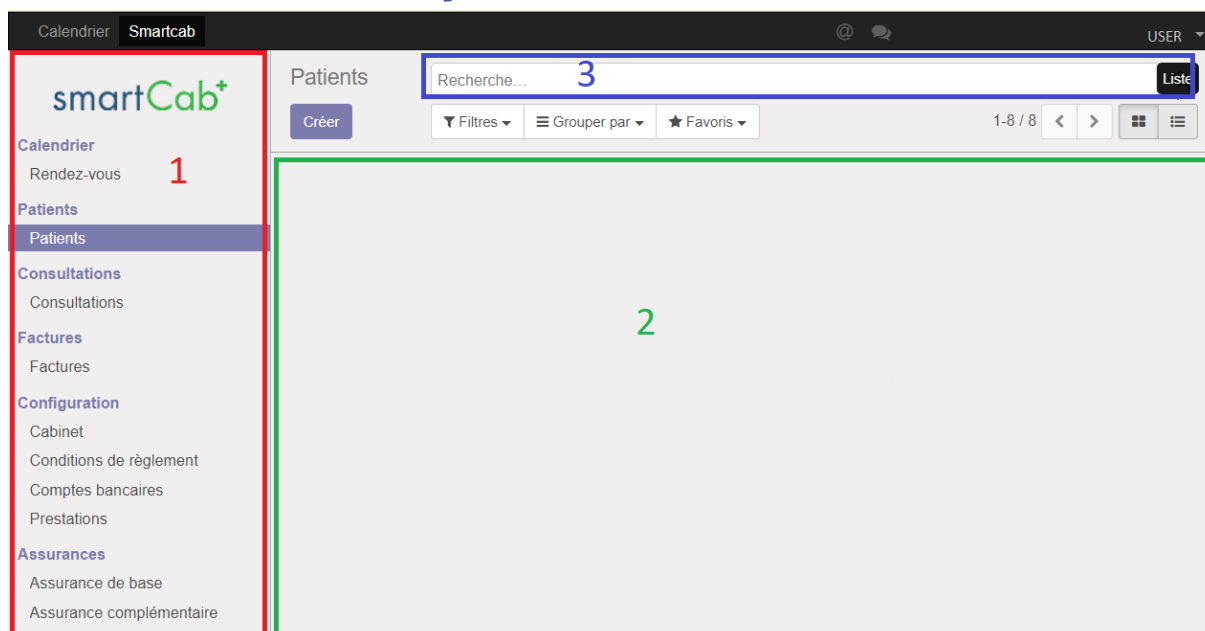 Calendrier Smartcab @ USER
smartCab+
Calendrier
Rendez-vous
1
Patients
Patients
Consultations
Consultations
Factures
Factures
Configuration
Cabinet
Conditions de règlement
Comptes bancaires
Prestations
Assurances
Assurance de base
Assurance complémentaire
Patients Recherche... 3 Liste
Créer Filtres Grouper par Favoris 1-8 / 8
2